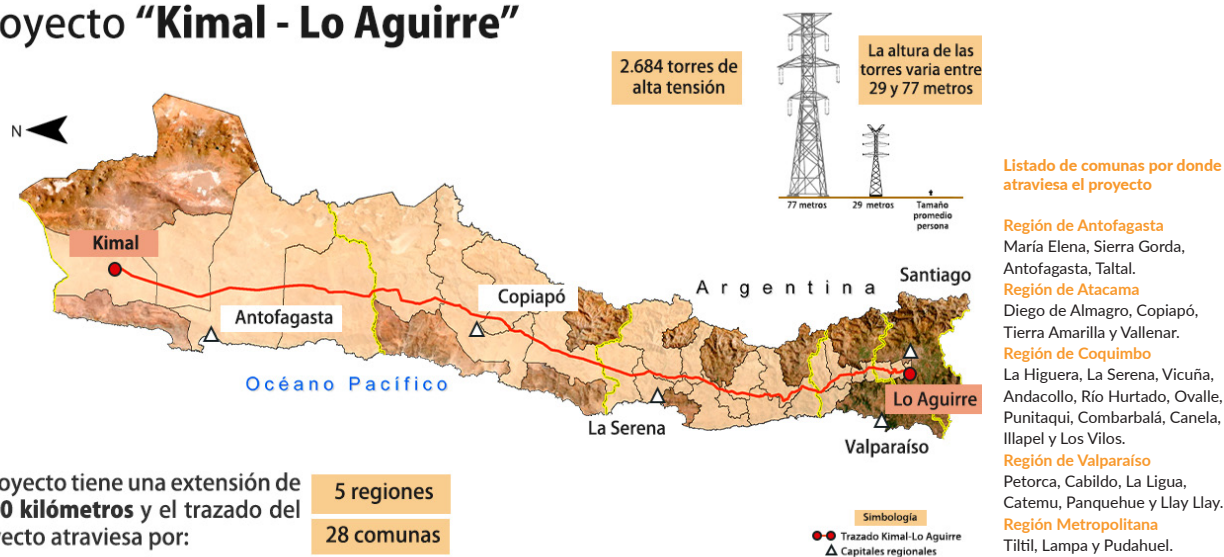 oyecto "Kimal - Lo Aguirre"
2.684 torres de
alta tensión
La altura de las
torres varia entre
29 y 77 metros
77 metros
29 metros
Tamaño
promedio
persona
N
Kimal
Antofagasta
Copiapó
Argentina
Santiago
Océano Pacífico
La Serena
Lo Aguirre
Valparaíso
oyecto tiene una extensión de
0 kilómetros y el trazado del
yecto atraviesa por:
5 regiones
28 comunas
Simbología
Trazado Kimal-Lo Aguirre
Capitales regionales
Listado de comunas por donde
atraviesa el proyecto
Región de Antofagasta
María Elena, Sierra Gorda,
Antofagasta, Taltal.
Región de Atacama
Diego de Almagro, Copiapó,
Tierra Amarilla y Vallenar.
Región de Coquimbo
La Higuera, La Serena, Vicuña,
Andacollo, Río Hurtado, Ovalle,
Punitaqui, Combarbalá, Canela,
Illapel y Los Vilos.
Región de Valparaíso
Petorca, Cabildo, La Ligua,
Catemu, Panquehue y Llay Llay.
Región Metropolitana
Tiltil, Lampa y Pudahuel.